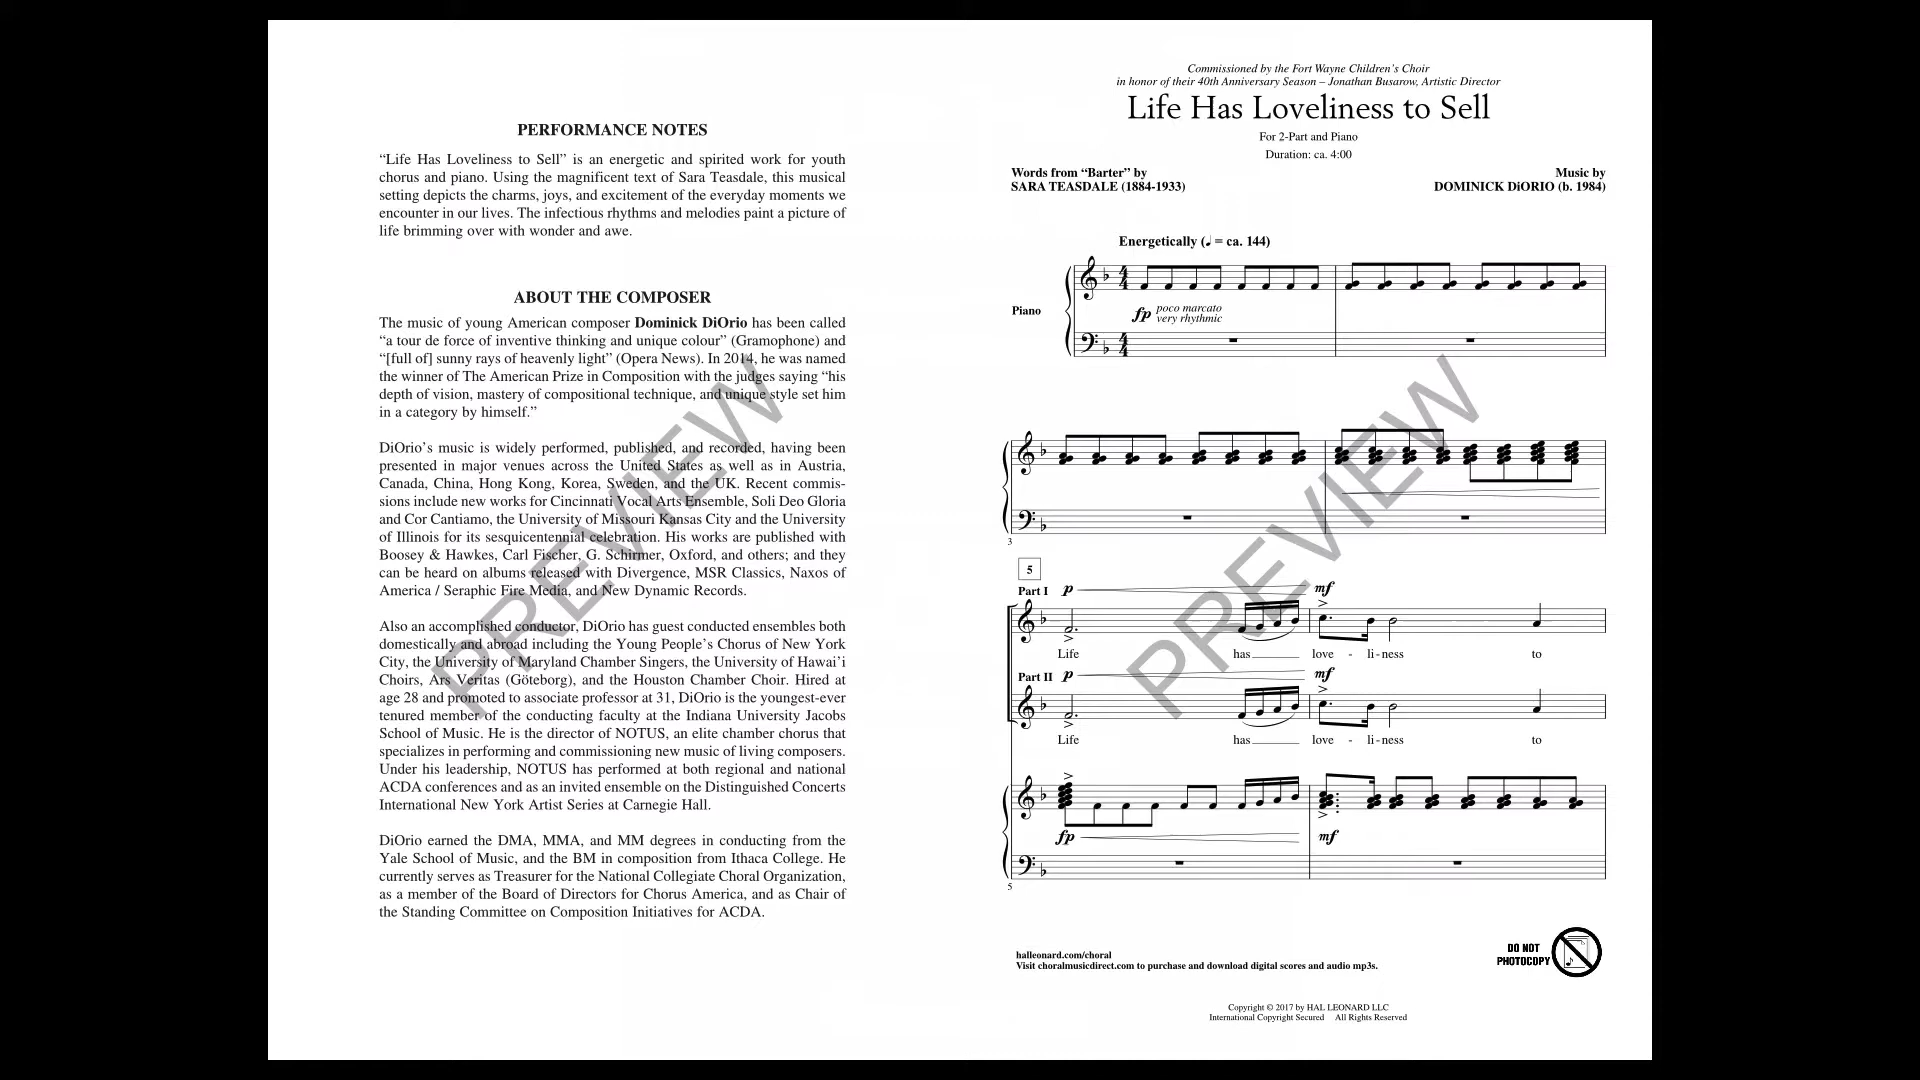 PERFORMANCE NOTES
“Life Has Loveliness to Sell” is an energetic and spirited work for youth
chorus and piano. Using the magnificent text of Sara Teasdale, this musical
setting depicts the charms, joys, and excitement of the everyday moments we
encounter in our lives. The infectious rhythms and melodies paint a picture of
life brimming over with wonder and awe.
ABOUT THE COMPOSER
The music of young American composer Dominick DiOrio has been called
“a tour de force of inventive thinking and unique colour” (Gramophone) and
“[full of] sunny rays of heavenly light” (Opera News). In 2014, he was named
the winner of The American Prize in Composition with the judges saying “his
depth of vision, mastery of compositional technique, and unique style set him
in a category by himself.”
DiOrio’s music is widely performed, published, and recorded, having been
presented in major venues across the United States as well as in Austria,
Canada, China, Hong Kong, Korea, Sweden, and the UK. Recent commis-
sions include new works for Cincinnati Vocal Arts Ensemble, Soli Deo Gloria
and Cor Cantiamo, the University of Missouri Kansas City and the University
of Illinois for its sesquicentennial celebration. His works are published with
Boosey & Hawkes, Carl Fischer, G. Schirmer, Oxford, and others; and they
can be heard on albums released with Divergence, MSR Classics, Naxos of
America / Seraphic Fire Media, and New Dynamic Records.
Also an accomplished conductor, DiOrio has guest conducted ensembles both
domestically and abroad including the Young People’s Chorus of New York
City, the University of Maryland Chamber Singers, the University of Hawai’i
Choirs, Ars Veritas (Göteborg), and the Houston Chamber Choir. Hired at
age 28 and promoted to associate professor at 31, DiOrio is the youngest-ever
tenured member of the conducting faculty at the Indiana University Jacobs
School of Music. He is the director of NOTUS, an elite chamber chorus that
specializes in performing and commissioning new music of living composers.
Under his leadership, NOTUS has performed at both regional and national
ACDA conferences and as an invited ensemble on the Distinguished Concerts
International New York Artist Series at Carnegie Hall.
DiOrio earned the DMA, MMA, and MM degrees in conducting from the
Yale School of Music, and the BM in composition from Ithaca College. He
currently serves as Treasurer for the National Collegiate Choral Organization,
as a member of the Board of Directors for Chorus America, and as Chair of
the Standing Committee on Composition Initiatives for ACDA.
PREVIEW
Commissioned by the Fort Wayne Children’s Choir
in honor of their 40th Anniversary Season – Jonathan Busarow, Artistic Director
Life Has Loveliness to Sell
For 2-Part and Piano
Duration: ca. 4:00
Words from “Barter” by
SARA TEASDALE (1884-1933)
Music by
DOMINICK DiORIO (b. 1984)
Energetically (♩ = ca. 144)
Piano
fp poco marcato
very rhythmic
3
5
Part I p mf
Life has love - li - ness to
Part II p mf
Life has love - li - ness to
fp mf
5
PREVIEW
halleonard.com/choral
Visit choralmusicdirect.com to purchase and download digital scores and audio mp3s.
DO NOT
PHOTOCOPY
Copyright © 2017 by HAL LEONARD LLC
International Copyright Secured All Rights Reserved